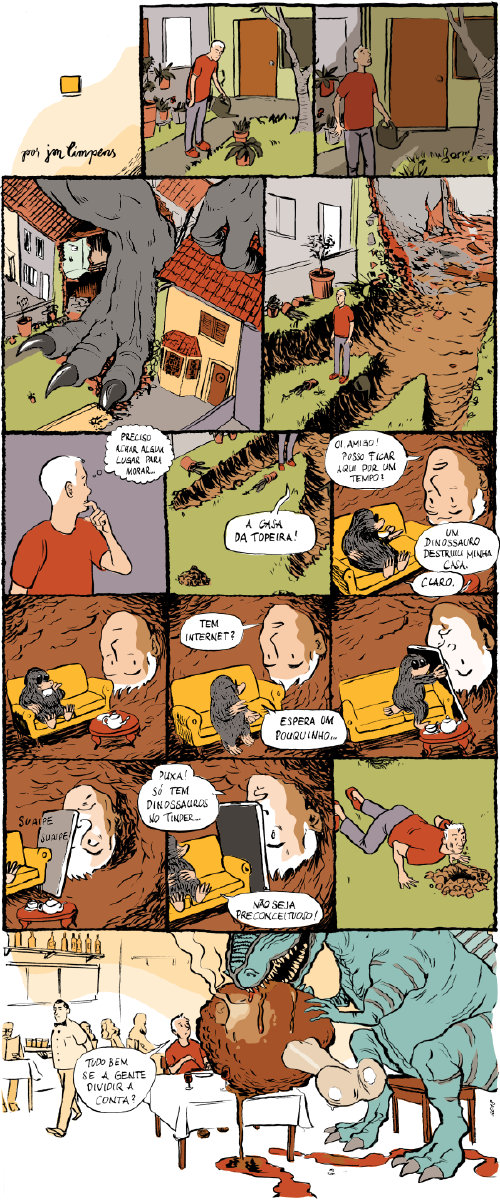 por jm limpens
PRECISO
ACHAR ALGUM
LUGAR PARA
MORAR...
A CASA
DA TOPEIRA!
OI, AMIGO!
POSSO FICAR
AQUI POR UM
TEMPO?
UM
DINOSSAURO
DESTRUIU MINHA
CASA.
CLARO.
TEM
INTERNET?
ESPERA UM
POUQUINHO...
SUAIPE
SUAIPE
PUXA!
SÓ TEM
DINOSSAUROS
NO TINDER...
NÃO SEJA
PRECONCEITUOSO!
TUDO BEM
SE A GENTE
DIVIDIR A
CONTA?